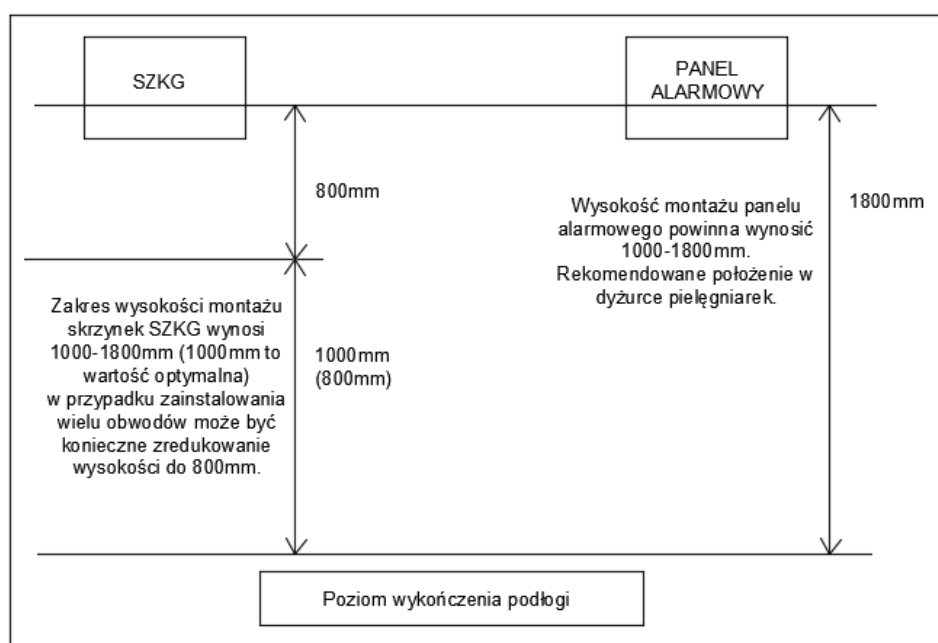 SZKG
PANEL
ALARMOWY
800mm
1800mm
Wysokość montażu panelu
alarmowego powinna wynosić
1000-1800mm.
Rekomendowane położenie w
dyżurce pielęgniarek.
Zakres wysokości montażu
skrzynek SZKG wynosi
1000-1800mm (1000mm to
wartość optymalna)
w przypadku zainstalowania
wielu obwodów może być
konieczne zredukowanie
wysokości do 800mm.
1000mm
(800mm)
Poziom wykończenia podłogi